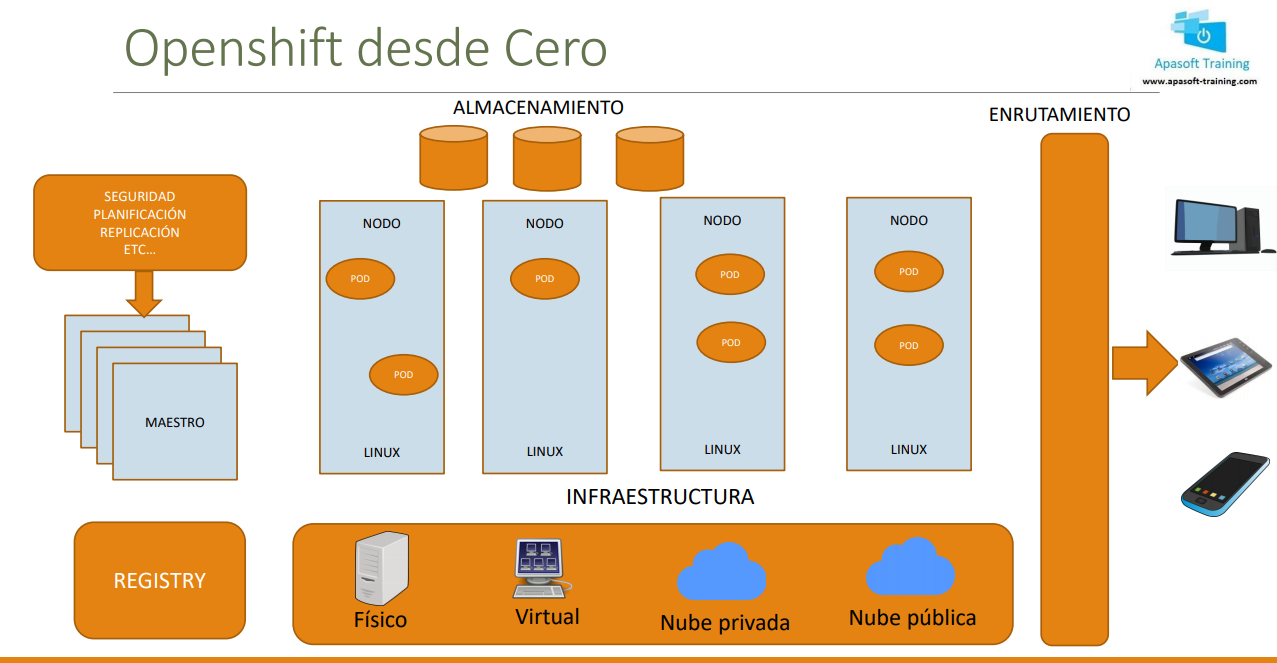 Openshift desde Cero
Apasoft Training
www.apasoft-training.com
ALMACENAMIENTO
ENRUTAMIENTO
SEGURIDAD
PLANIFICACIÓN
REPLICACIÓN
ETC...
MAESTRO
REGISTRY
NODO
POD
POD
LINUX
NODO
POD
LINUX
NODO
POD
POD
LINUX
NODO
POD
POD
LINUX
INFRAESTRUCTURA
Físico
Virtual
Nube privada
Nube pública